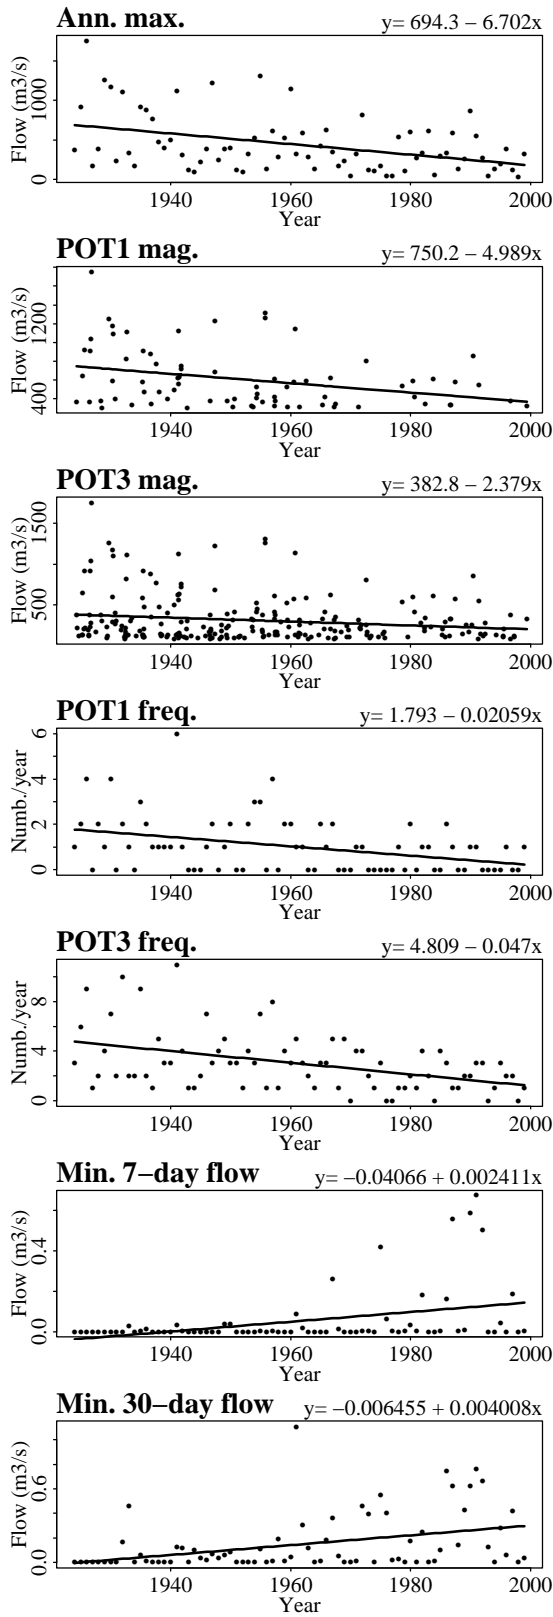 Ann. max. y= 694.3 − 6.702x
Flow (m3/s)
1000
0
1940 1960 1980 2000
Year
POT1 mag. y= 750.2 − 4.989x
Flow (m3/s)
1200
400
1940 1960 1980 2000
Year
POT3 mag. y= 382.8 − 2.379x
Flow (m3/s)
1500
500
1940 1960 1980 2000
Year
POT1 freq. y= 1.793 − 0.02059x
Numb./year
6
4
2
0
1940 1960 1980 2000
Year
POT3 freq. y= 4.809 − 0.047x
Numb./year
8
4
0
1940 1960 1980 2000
Year
Min. 7−day flow y= −0.04066 + 0.002411x
Flow (m3/s)
0.4
0.0
1940 1960 1980 2000
Year
Min. 30−day flow y= −0.006455 + 0.004008x
Flow (m3/s)
0.6
0.0
1940 1960 1980 2000
Year